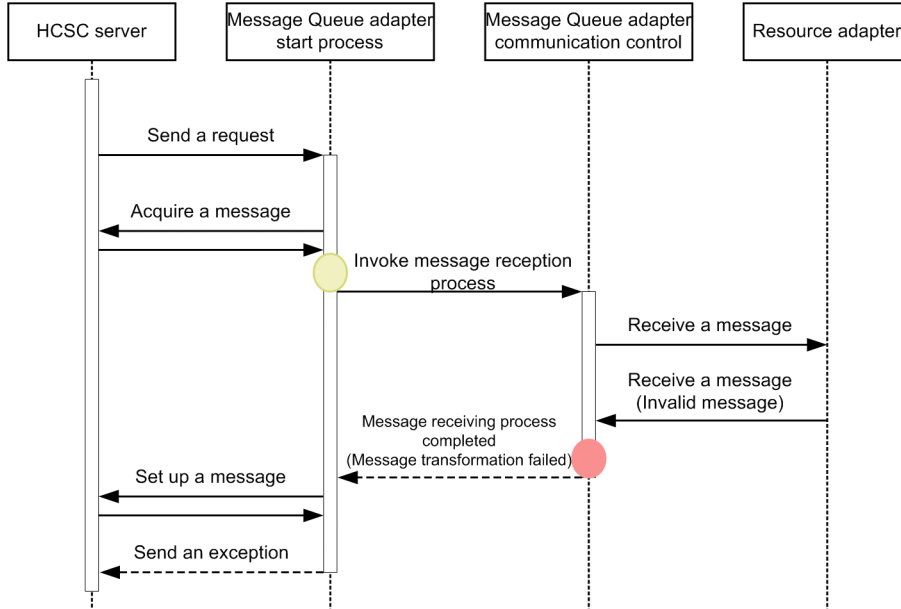 HCSC server
Message Queue adapter
start process
Message Queue adapter
communication control
Resource adapter
Send a request
Acquire a message
Invoke message reception
process
Receive a message
Receive a message
(Invalid message)
Message receiving process
completed
(Message transformation failed)
Set up a message
Send an exception